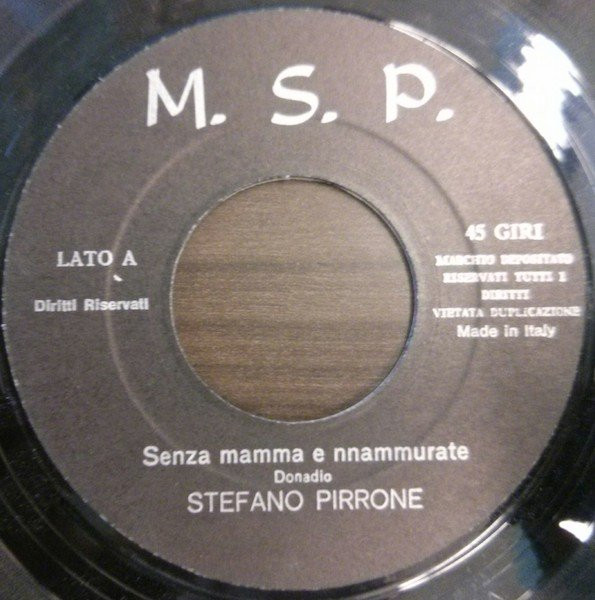 M. S. P.
LATO A
Diritti Riservati
45 GIRI
MARCHIO DEPOSITATO
RISERVATI TUTTI I
DIRITTI
VIETATA DUPLICAZIONE
Made in Italy
Senza mamma e nnammurate
Donadio
STEFANO PIRRONE